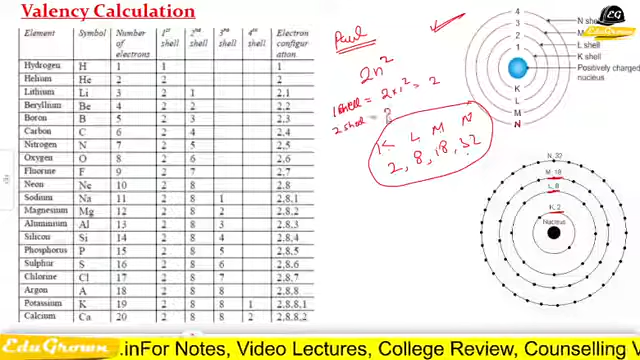 Valency Calculation
Element Symbol Number of electrons 1st shell 2nd shell 3rd shell 4th shell Electron configur-ation
Hydrogen H 1 1 1
Helium He 2 2 2
Lithium Li 3 2 1 2,1
Beryllium Be 4 2 2 2,2
Boron B 5 2 3 2,3
Carbon C 6 2 4 2,4
Nitrogen N 7 2 5 2,5
Oxygen O 8 2 6 2,6
Fluorine F 9 2 7 2,7
Neon Ne 10 2 8 2,8
Sodium Na 11 2 8 1 2,8,1
Magnesium Mg 12 2 8 2 2,8,2
Aluminium Al 13 2 8 3 2,8,3
Silicon Si 14 2 8 4 2,8,4
Phosphorus P 15 2 8 5 2,8,5
Sulphur S 16 2 8 6 2,8,6
Chlorine Cl 17 2 8 7 2,8,7
Argon A 18 2 8 8 2,8,8
Potassium K 19 2 8 8 1 2,8,8,1
Calcium Ca 20 2 8 8 2 2,8,8,2
Paul
2n²
1 shell = 2x1² = 2
2 shell = 2
K L M N
2, 8, 18, 32
4
3
2
1
N shell
M
L shell
K shell
Positively charged nucleus
K
L
M
N
EG
N, 32
M, 18
L, 8
K, 2
Nucleus
EduGrown
.inFor Notes, Video Lectures, College Review, Counselling V